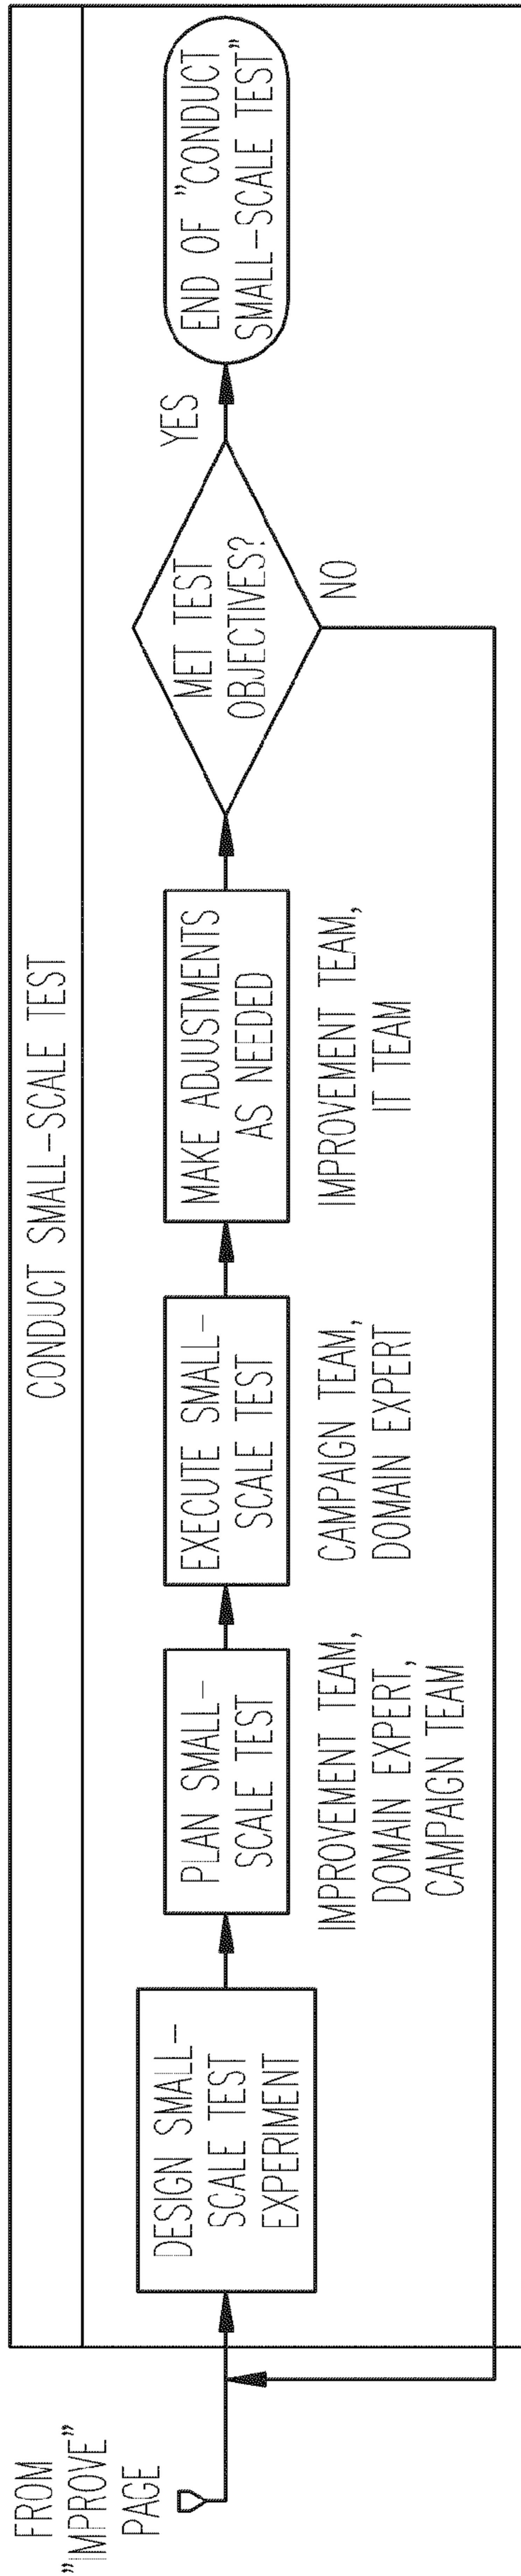 CONDUCT SMALL-SCALE TEST
FROM
"IMPROVE"
PAGE
DESIGN SMALL-
SCALE TEST
EXPERIMENT
PLAN SMALL-
SCALE TEST
IMPROVEMENT TEAM,
DOMAIN EXPERT,
CAMPAIGN TEAM
EXECUTE SMALL-
SCALE TEST
CAMPAIGN TEAM,
DOMAIN EXPERT
MAKE ADJUSTMENTS
AS NEEDED
IMPROVEMENT TEAM,
IT TEAM
MET TEST
OBJECTIVES?
YES
NO
END OF "CONDUCT
SMALL-SCALE TEST"